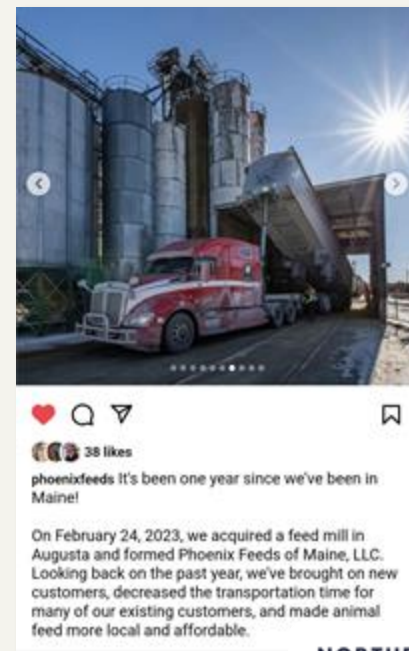 38 likes
phoenixfeeds It's been one year since we've been in
Maine!
On February 24, 2023, we acquired a feed mill in
Augusta and formed Phoenix Feeds of Maine, LLC.
Looking back on the past year, we've brought on new
customers, decreased the transportation time for
many of our existing customers, and made animal
feed more local and affordable.